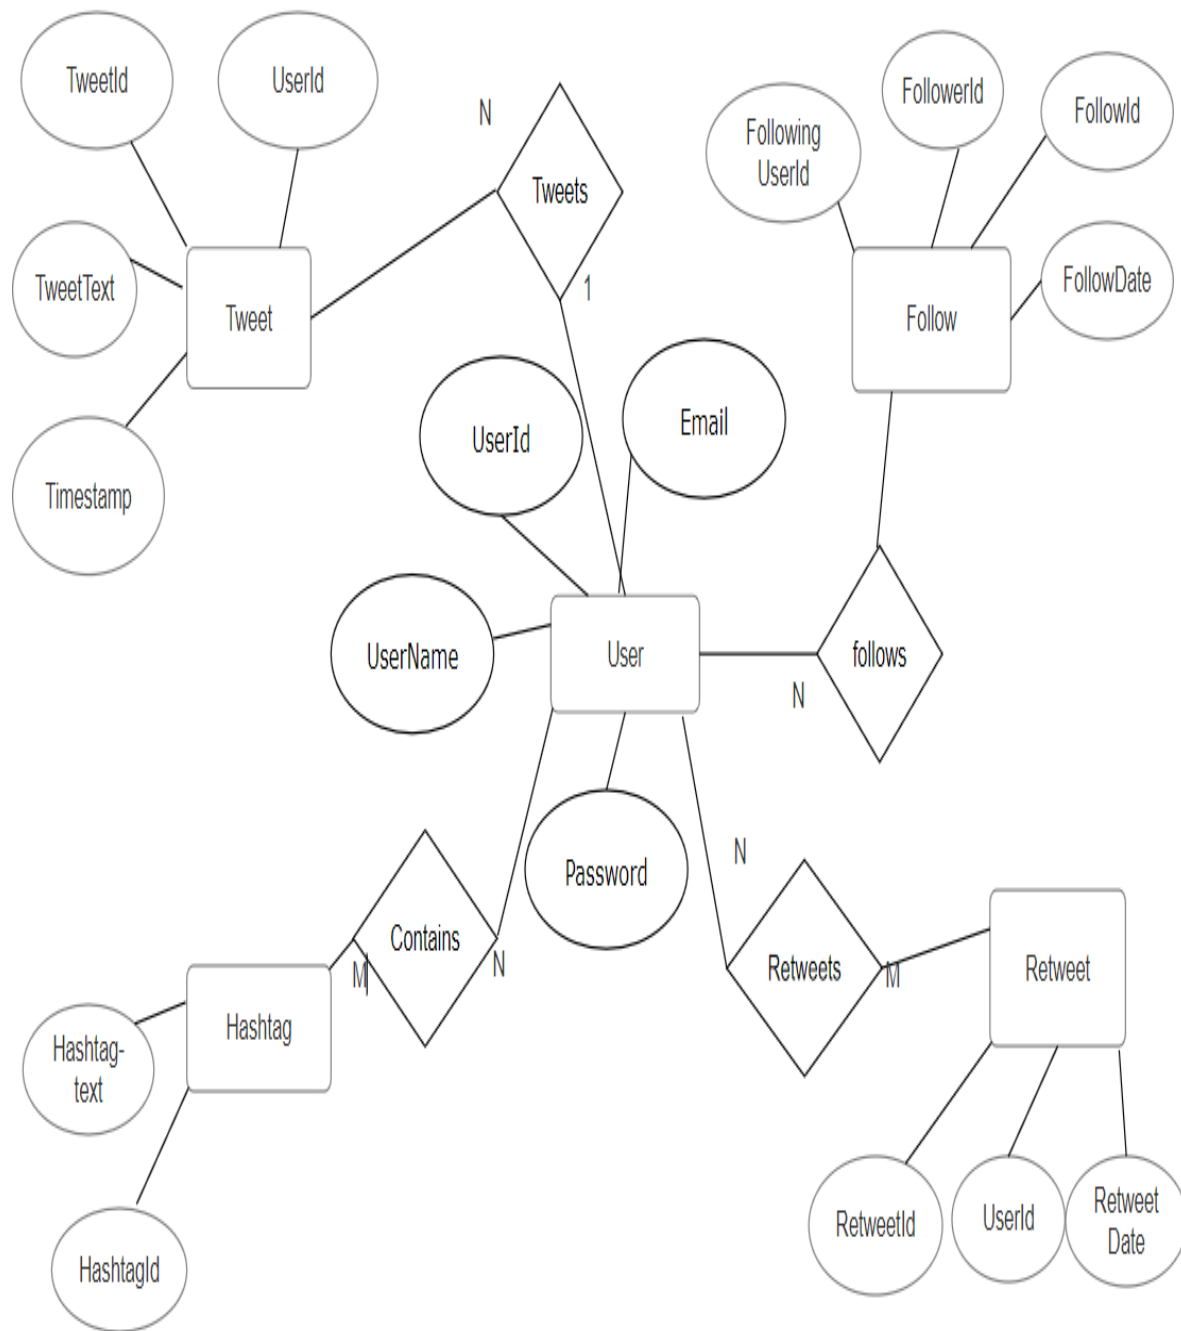 TweetId
UserId
N
Tweets
Following
UserId
FollowerId
FollowId
TweetText
Tweet
1
Follow
FollowDate
UserId
Email
Timestamp
UserName
User
N
follows
Password
N
Contains
M
N
Retweets
M
Retweet
Hashtag-
text
Hashtag
HashtagId
RetweetId
UserId
Retweet
Date